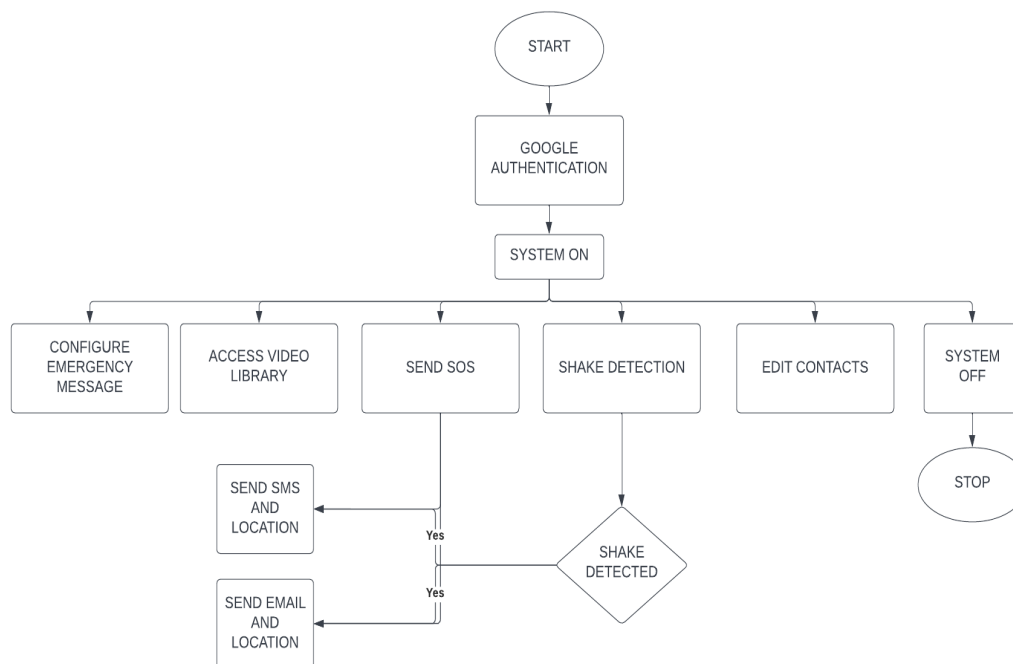 START
GOOGLE
AUTHENTICATION
SYSTEM ON
CONFIGURE
EMERGENCY
MESSAGE
ACCESS VIDEO
LIBRARY
SEND SOS
SHAKE DETECTION
EDIT CONTACTS
SYSTEM
OFF
STOP
SEND SMS
AND
LOCATION
Yes
SHAKE
DETECTED
Yes
SEND EMAIL
AND
LOCATION